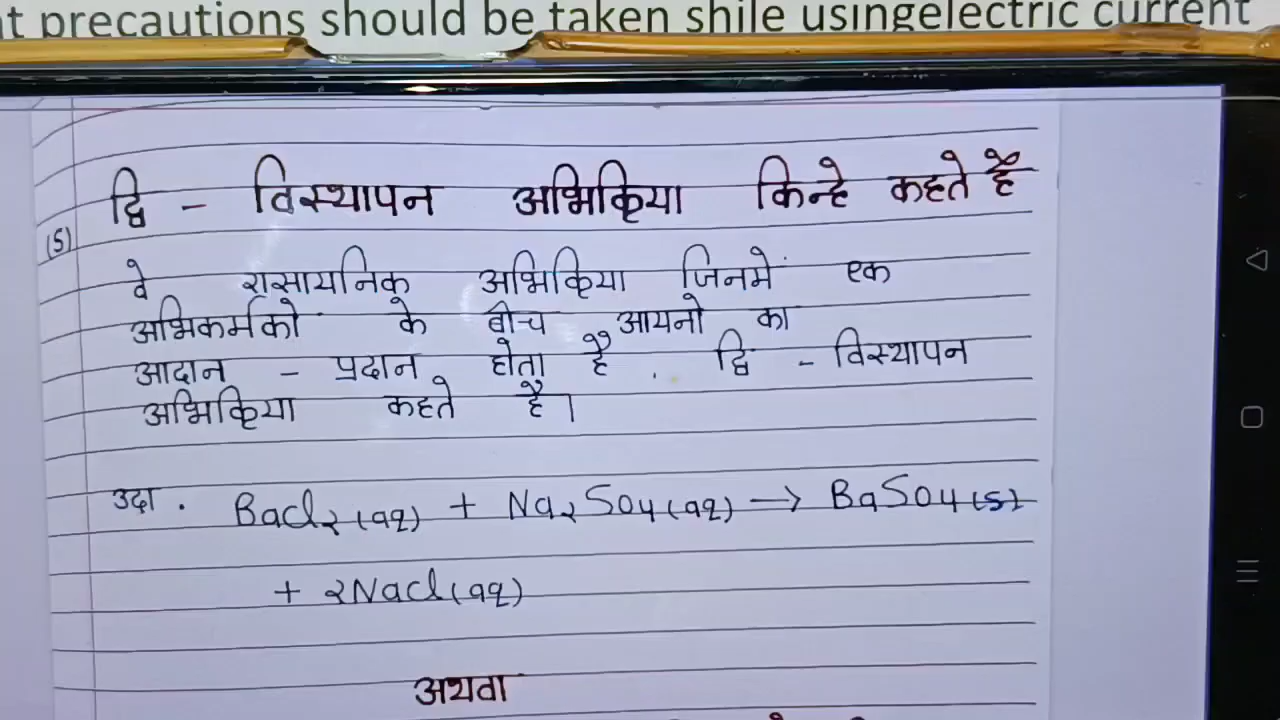 t precautions should be taken shile usingelectric current
द्वि - विस्थापन अभिक्रिया किन्हे कहते हैं
(5)
वे रासायनिक अभिक्रिया जिनमें एक
अभिकर्मको के बीच आयनो का
आदान - प्रदान होता है . द्वि - विस्थापन
अभिक्रिया कहते है।
उदा . BaCl₂(aq) + Na₂SO₄(aq) → BaSO₄(s)
+ 2NaCl(aq)
अथवा